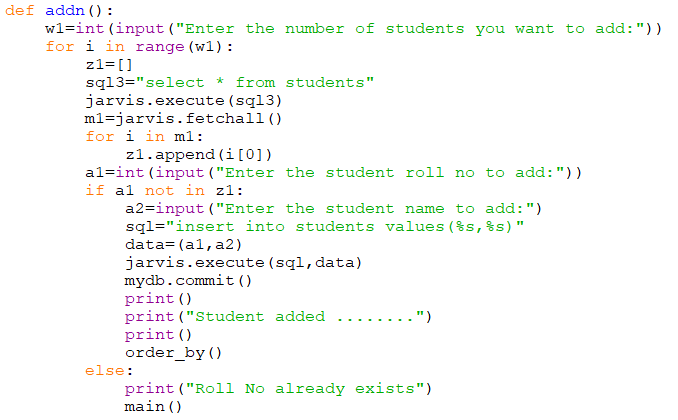 def addn():
    w1=int(input("Enter the number of students you want to add:"))
    for i in range(w1):
        z1=[]
        sql3="select * from students"
        jarvis.execute(sql3)
        m1=jarvis.fetchall()
        for i in m1:
            z1.append(i[0])
        a1=int(input("Enter the student roll no to add:"))
        if a1 not in z1:
            a2=input("Enter the student name to add:")
            sql="insert into students values(%s,%s)"
            data=(a1,a2)
            jarvis.execute(sql,data)
            mydb.commit()
            print()
            print("Student added ........")
            print()
            order_by()
        else:
            print("Roll No already exists")
            main()